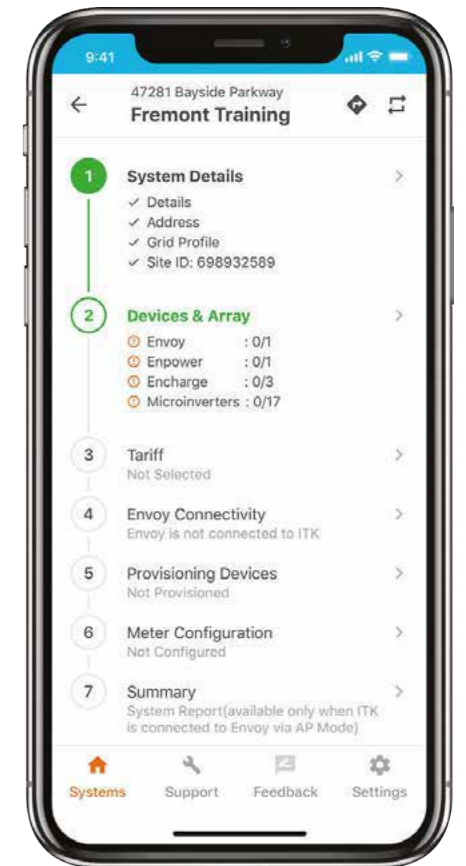 9:41
47281 Bayside Parkway
Fremont Training
1
System Details
Details
Address
Grid Profile
Site ID: 698932589
2
Devices & Array
Envoy : 0/1
Enpower : 0/1
Encharge : 0/3
Microinverters : 0/17
3
Tariff
Not Selected
4
Envoy Connectivity
Envoy is not connected to ITK
5
Provisioning Devices
Not Provisioned
6
Meter Configuration
Not Configured
7
Summary
System Report(available only when ITK
is connected to Envoy via AP Mode)
Systems Support Feedback Settings